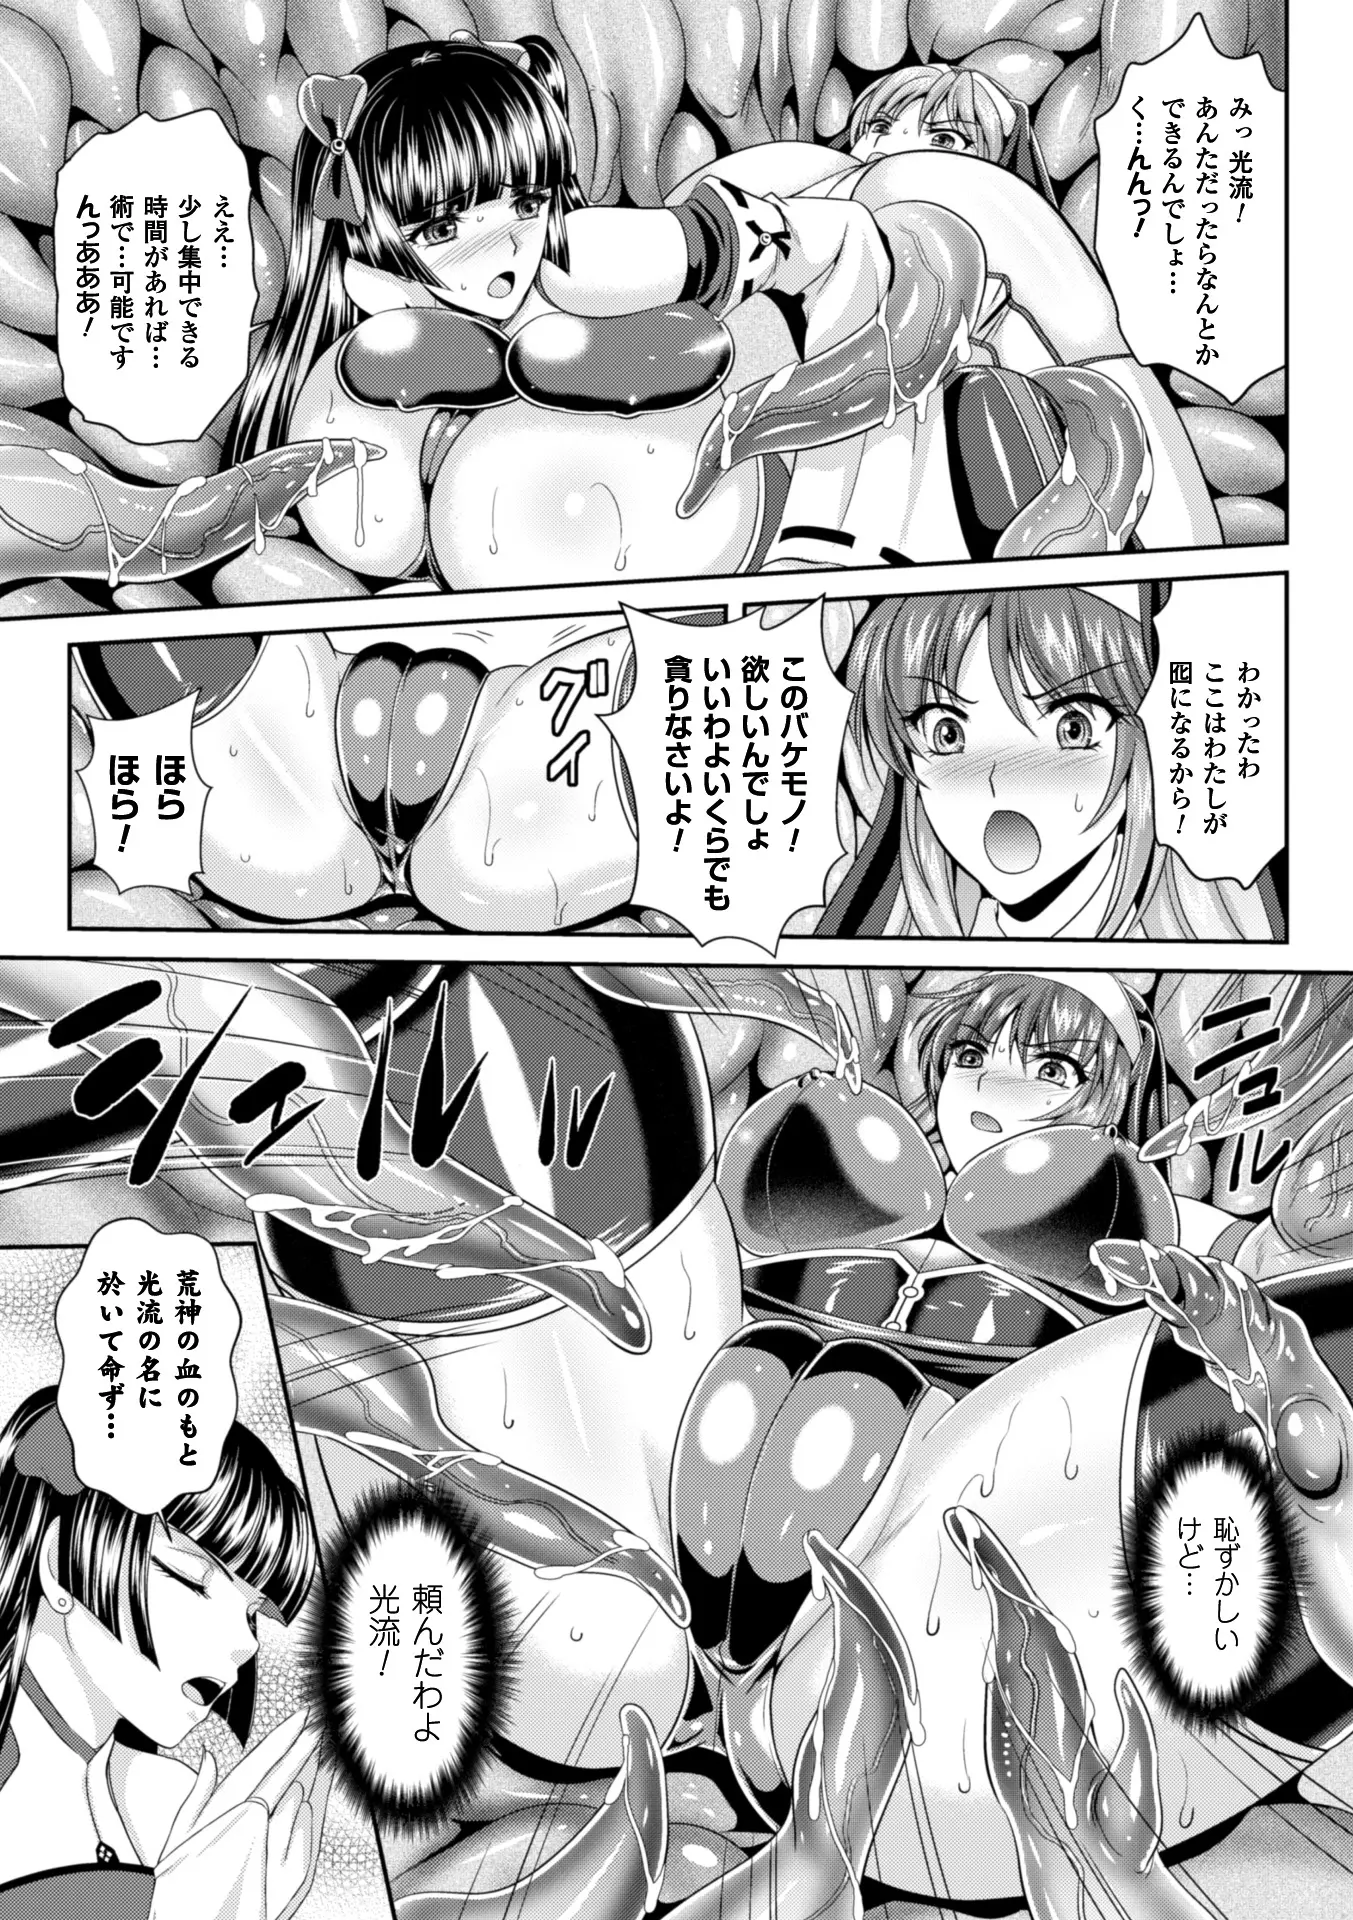 みっ 光流！
あんただったらなんとか
できるんでしょ…
く…んんっ！
ええ…
少し集中できる
時間があれば…
術で…可能です
んっあああ！
わかったわ
ここはわたしが
囮になるから！
このバケモノ！
欲しいんでしょ
いいわよいくらでも
貪りなさいよ！
グイッ
ほら
ほら！
ニュル
シュルル
恥ずかしい
けど…
頼んだわよ
光流！
荒神の血のもと
光流の名に
於いて命ず…